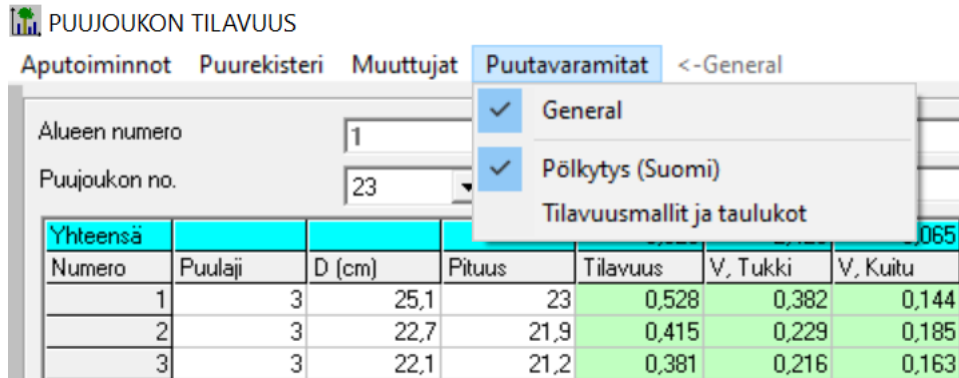 PUUJOUKON TILAVUUS
Aputoiminnot Puurekisteri Muuttujat Puutavaramitat <-General
General
Alueen numero 1
Pölkytys (Suomi)
Puujoukon no. 23
Tilavuusmallit ja taulukot
Yhteensä ,065
Numero Puulaji D (cm) Pituus Tilavuus V, Tukki V, Kuitu
1 3 25,1 23 0,528 0,382 0,144
2 3 22,7 21,9 0,415 0,229 0,185
3 3 22,1 21,2 0,381 0,216 0,163